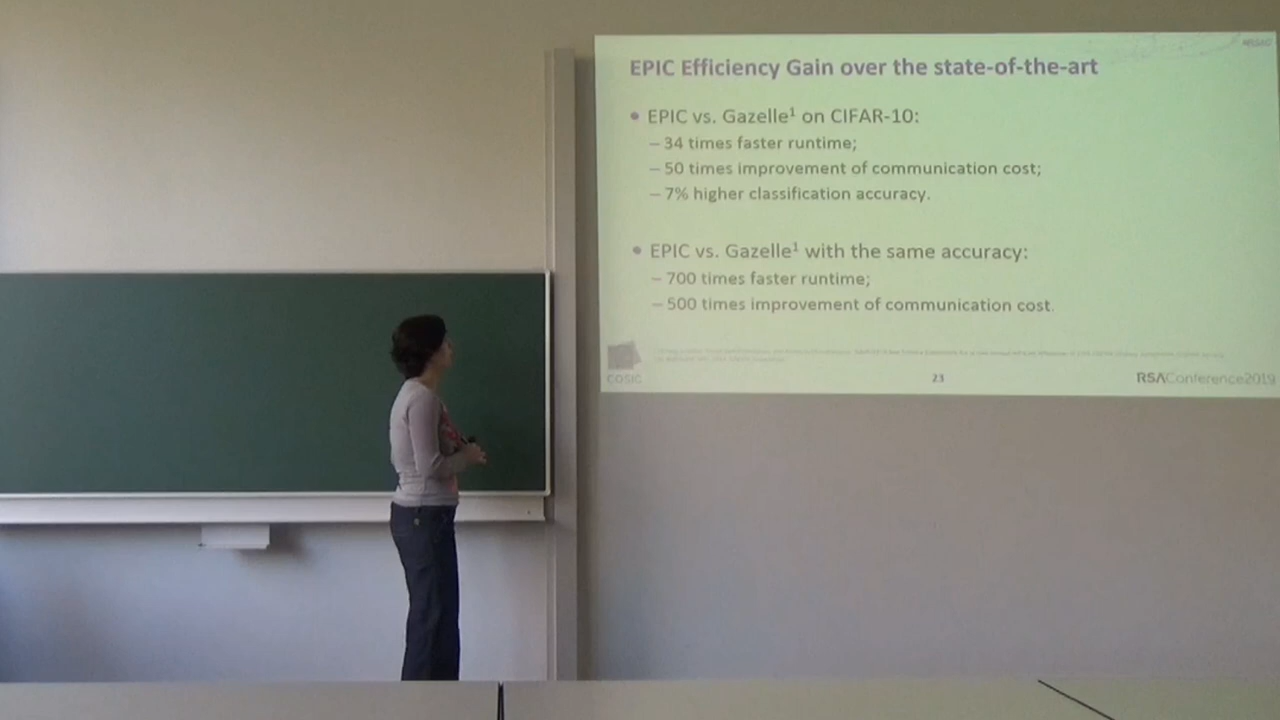 #RSAC
EPIC Efficiency Gain over the state-of-the-art
• EPIC vs. Gazelle¹ on CIFAR-10:
– 34 times faster runtime;
– 50 times improvement of communication cost;
– 7% higher classification accuracy.
• EPIC vs. Gazelle¹ with the same accuracy:
– 700 times faster runtime;
– 500 times improvement of communication cost.
COSIC
23
RSAConference2019